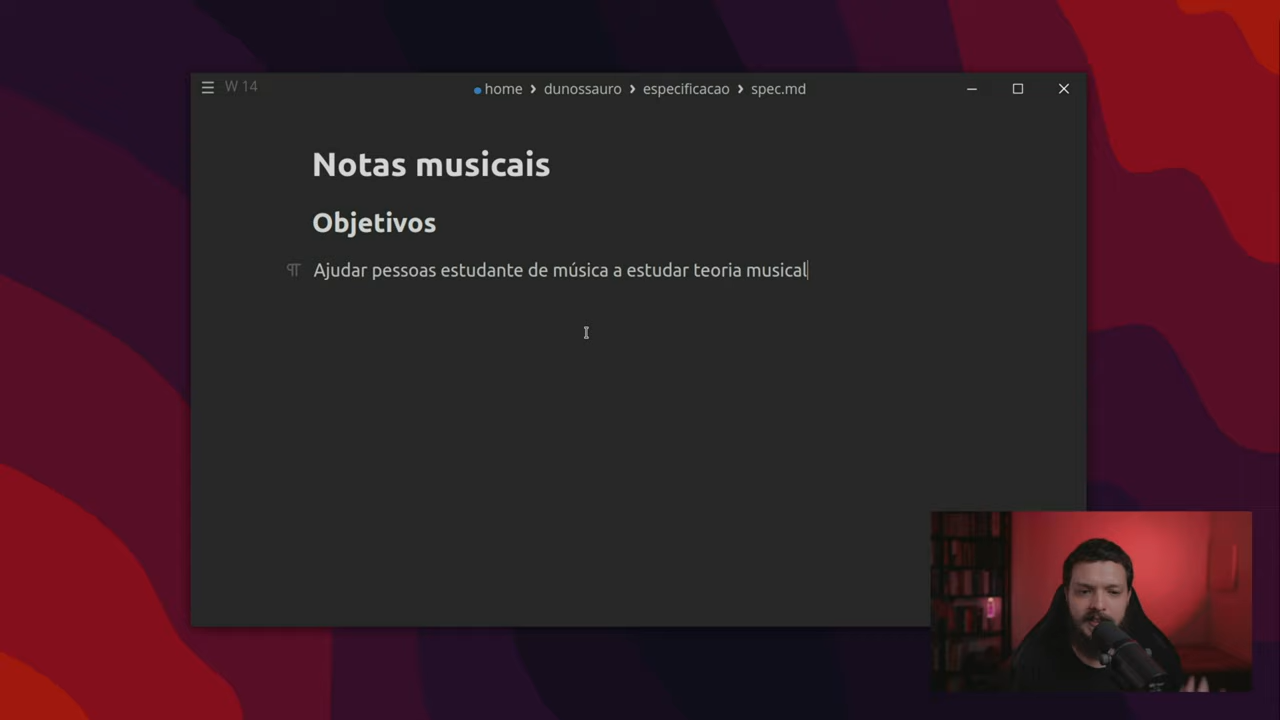 W 14
home › dunossauro › especificacao › spec.md
Notas musicais
Objetivos
Ajudar pessoas estudante de música a estudar teoria musical